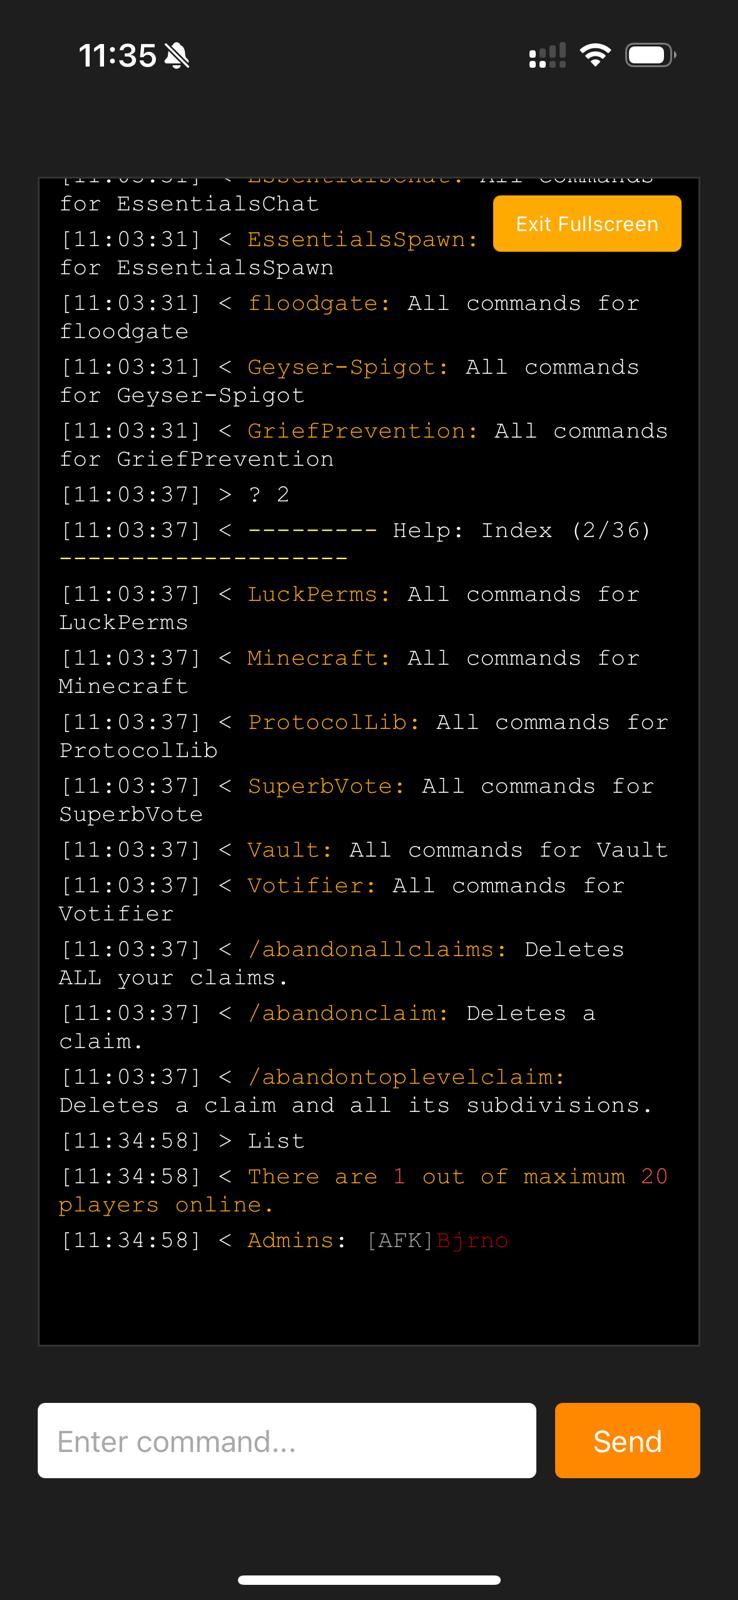 11:35
[11:03:31] < EssentialsChat: All commands
for EssentialsChat
Exit Fullscreen
[11:03:31] < EssentialsSpawn:
for EssentialsSpawn
[11:03:31] < floodgate: All commands for
floodgate
[11:03:31] < Geyser-Spigot: All commands
for Geyser-Spigot
[11:03:31] < GriefPrevention: All commands
for GriefPrevention
[11:03:37] > ? 2
[11:03:37] < --------- Help: Index (2/36)
--------------------
[11:03:37] < LuckPerms: All commands for
LuckPerms
[11:03:37] < Minecraft: All commands for
Minecraft
[11:03:37] < ProtocolLib: All commands for
ProtocolLib
[11:03:37] < SuperbVote: All commands for
SuperbVote
[11:03:37] < Vault: All commands for Vault
[11:03:37] < Votifier: All commands for
Votifier
[11:03:37] < /abandonallclaims: Deletes
ALL your claims.
[11:03:37] < /abandonclaim: Deletes a
claim.
[11:03:37] < /abandontoplevelclaim:
Deletes a claim and all its subdivisions.
[11:34:58] > List
[11:34:58] < There are 1 out of maximum 20
players online.
[11:34:58] < Admins: [AFK]Bjrno
Enter command...
Send